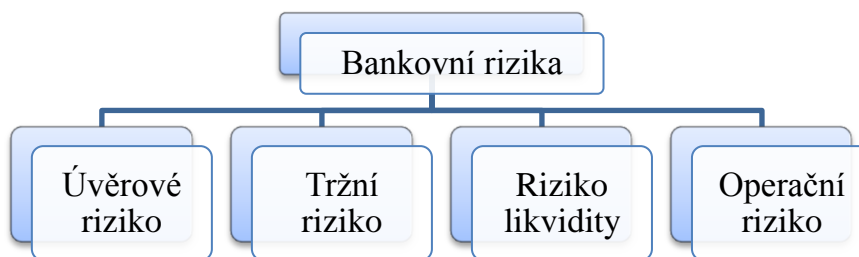 Bankovní rizika
Úvěrové
riziko
Tržní
riziko
Riziko
likvidity
Operační
riziko